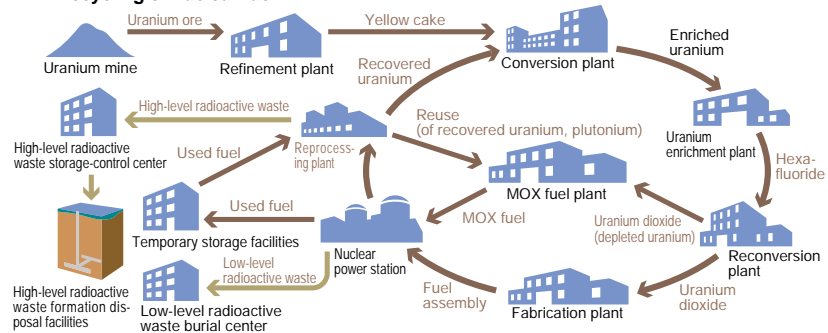 Uranium ore
Yellow cake
Uranium mine
Refinement plant
Conversion plant
Enriched
uranium
Recovered
uranium
High-level radioactive waste
Reuse
(of recovered uranium, plutonium)
Uranium
enrichment plant
High-level radioactive
waste storage-control center
Used fuel
Reprocess-
ing plant
Hexa-
fluoride
MOX fuel plant
Used fuel
MOX fuel
Uranium dioxide
(depleted uranium)
Temporary storage facilities
Nuclear
power station
Reconversion
plant
Low-level
radioactive waste
Fuel
assembly
Uranium
dioxide
High-level radioactive
waste formation dis-
posal facilities
Low-level radioactive
waste burial center
Fabrication plant